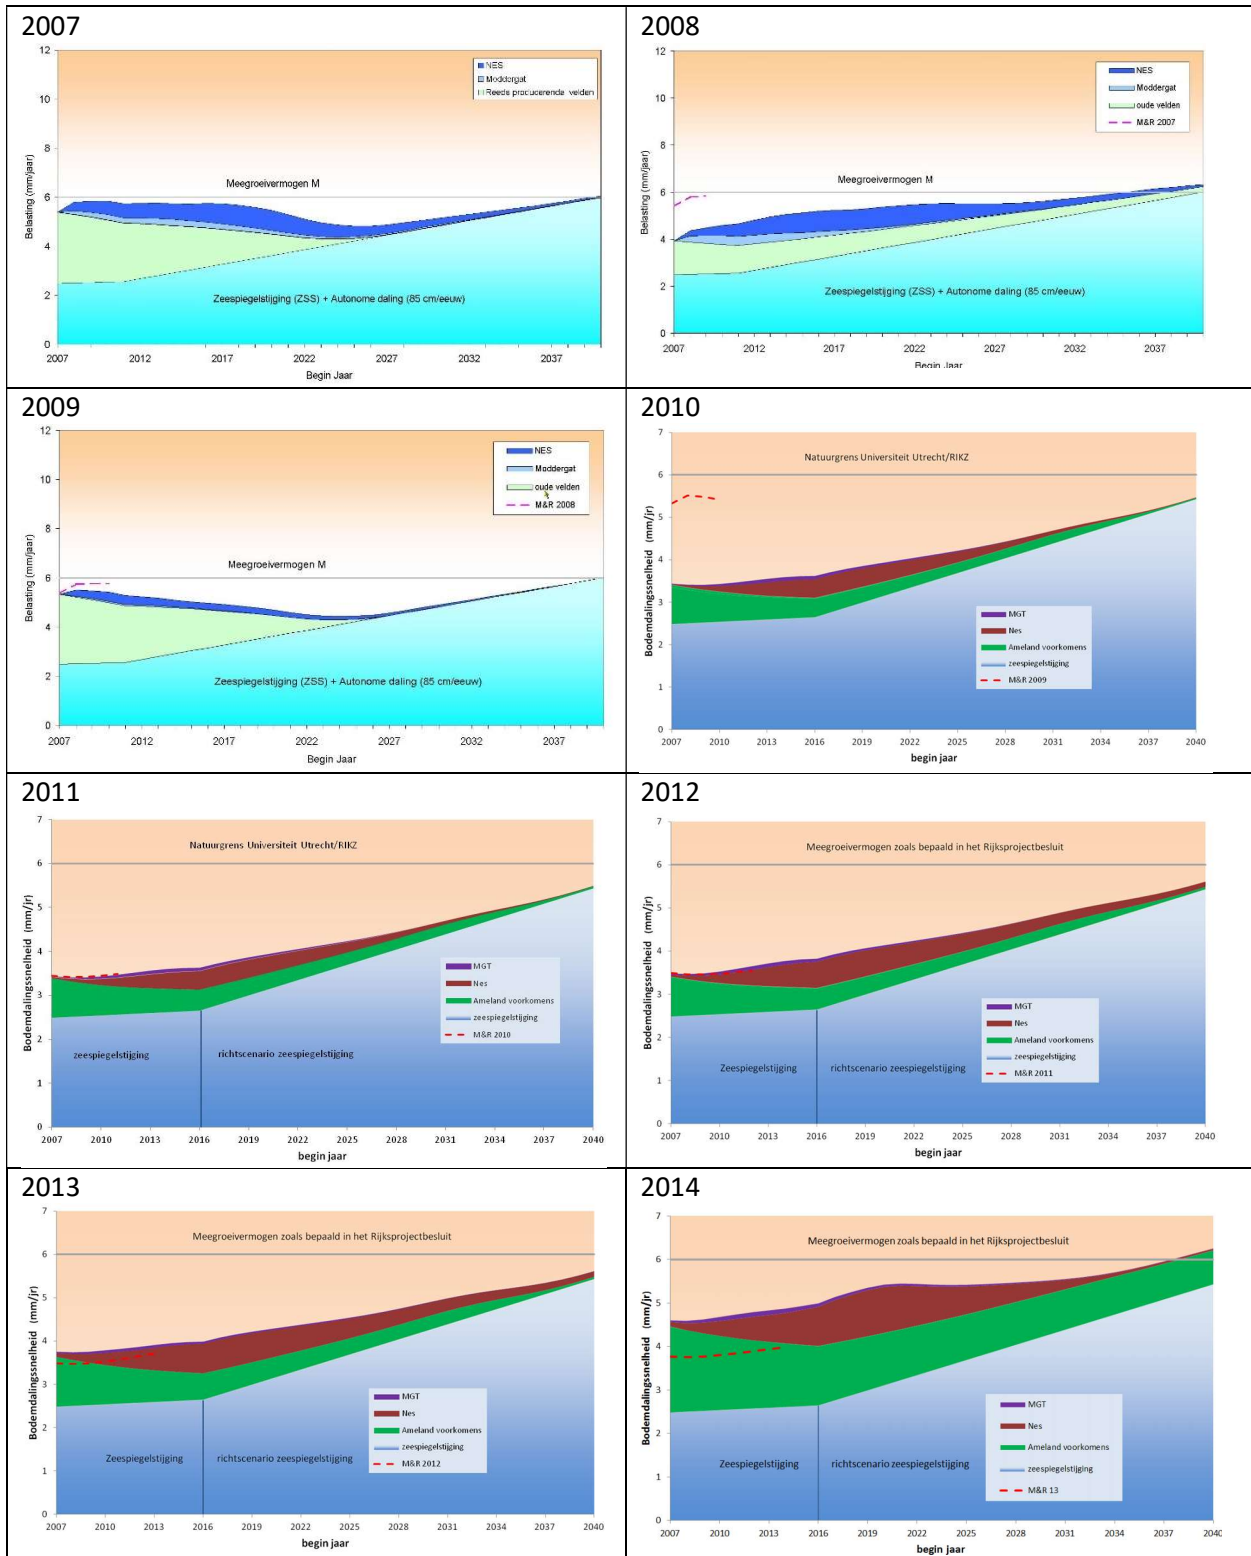 2007
12
10
8
6
4
2
0
Belasting (mm/jaar)
NES
Moddergat
Reeds producerende velden
Meegroeivermogen M
Zeespiegelstijging (ZSS) + Autonome daling (85 cm/eeuw)
2007 2012 2017 2022 2027 2032 2037
Begin Jaar
2008
12
10
8
6
4
2
0
Belasting (mm/jaar)
NES
Moddergat
oude velden
M&R 2007
Meegroeivermogen M
Zeespiegelstijging (ZSS) + Autonome daling (85 cm/eeuw)
2007 2012 2017 2022 2027 2032 2037
Begin Jaar
2009
12
10
8
6
4
2
0
Belasting (mm/jaar)
NES
Moddergat
oude velden
M&R 2008
Meegroeivermogen M
Zeespiegelstijging (ZSS) + Autonome daling (85 cm/eeuw)
2007 2012 2017 2022 2027 2032 2037
Begin Jaar
2010
7
6
5
4
3
2
1
0
Bodemdalingssnelheid (mm/jr)
Natuurgrens Universiteit Utrecht/RIKZ
MGT
Nes
Ameland voorkomens
zeespiegelstijging
M&R 2009
2007 2010 2013 2016 2019 2022 2025 2028 2031 2034 2037 2040
begin jaar
2011
7
6
5
4
3
2
1
0
Bodemdalingssnelheid (mm/jr)
Natuurgrens Universiteit Utrecht/RIKZ
MGT
Nes
Ameland voorkomens
zeespiegelstijging
M&R 2010
zeespiegelstijging
richtscenario zeespiegelstijging
2007 2010 2013 2016 2019 2022 2025 2028 2031 2034 2037 2040
begin jaar
2012
7
6
5
4
3
2
1
0
Bodemdalingssnelheid (mm/jr)
Meegroeivermogen zoals bepaald in het Rijksprojectbesluit
MGT
Nes
Ameland voorkomens
zeespiegelstijging
M&R 2011
Zeespiegelstijging
richtscenario zeespiegelstijging
2007 2010 2013 2016 2019 2022 2025 2028 2031 2034 2037 2040
begin jaar
2013
7
6
5
4
3
2
1
0
Bodemdalingssnelheid (mm/jr)
Meegroeivermogen zoals bepaald in het Rijksprojectbesluit
MGT
Nes
Ameland voorkomens
zeespiegelstijging
M&R 2012
Zeespiegelstijging
richtscenario zeespiegelstijging
2007 2010 2013 2016 2019 2022 2025 2028 2031 2034 2037 2040
begin jaar
2014
7
6
5
4
3
2
1
0
Bodemdalingssnelheid (mm/jr)
Meegroeivermogen zoals bepaald in het Rijksprojectbesluit
MGT
Nes
Ameland voorkomens
zeespiegelstijging
M&R 13
Zeespiegelstijging
richtscenario zeespiegelstijging
2007 2010 2013 2016 2019 2022 2025 2028 2031 2034 2037 2040
begin jaar